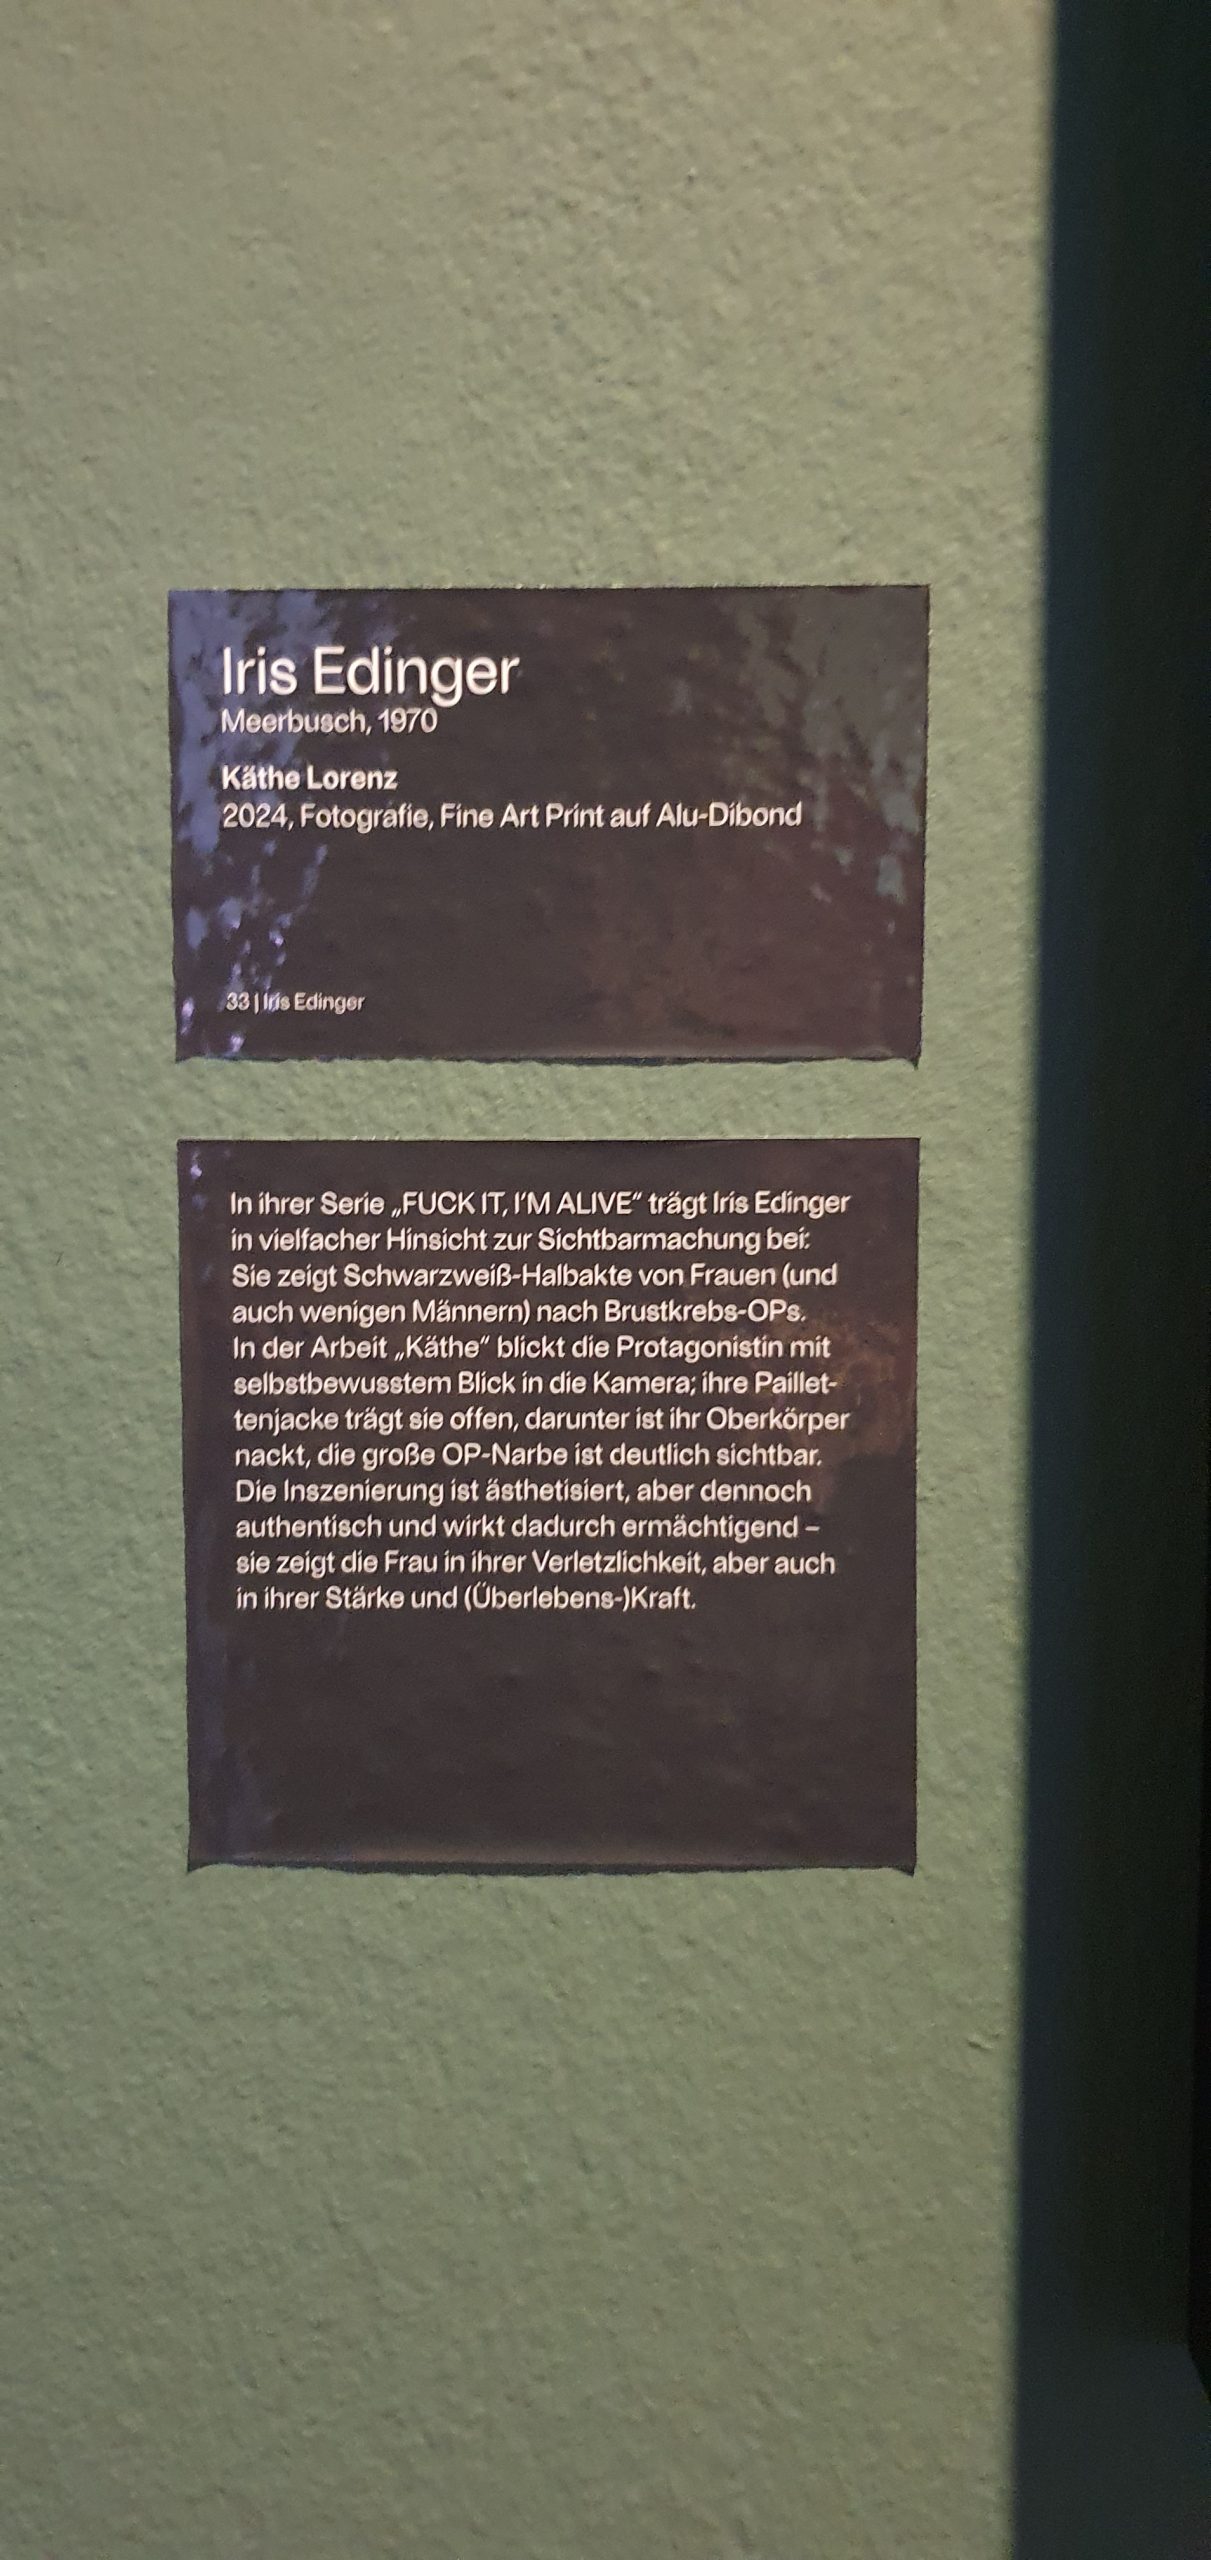 Iris Edinger
Meerbusch, 1970
Käthe Lorenz
2024, Fotografie, Fine Art Print auf Alu-Dibond
33 | Iris Edinger
In ihrer Serie „FUCK IT, I'M ALIVE“ trägt Iris Edinger
in vielfacher Hinsicht zur Sichtbarmachung bei:
Sie zeigt Schwarzweiß-Halbakte von Frauen (und
auch wenigen Männern) nach Brustkrebs-OPs.
In der Arbeit „Käthe“ blickt die Protagonistin mit
selbstbewusstem Blick in die Kamera; ihre Paillet-
tenjacke trägt sie offen, darunter ist ihr Oberkörper
nackt, die große OP-Narbe ist deutlich sichtbar.
Die Inszenierung ist ästhetisiert, aber dennoch
authentisch und wirkt dadurch ermächtigend –
sie zeigt die Frau in ihrer Verletzlichkeit, aber auch
in ihrer Stärke und (Überlebens-)Kraft.